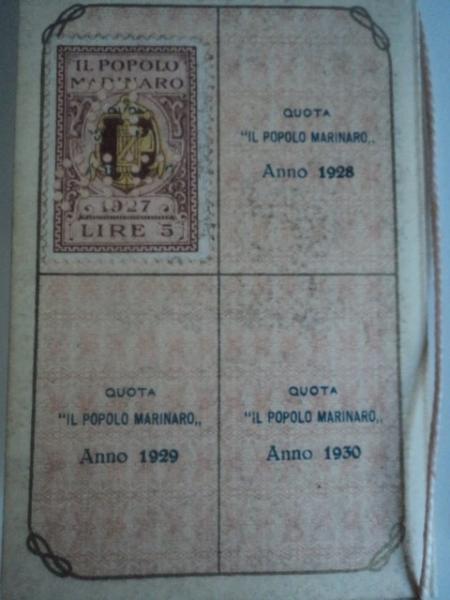 IL POPOLO
MARINARO
1927
LIRE 5
QUOTA
"IL POPOLO MARINARO„
Anno 1928
QUOTA
"IL POPOLO MARINARO„
Anno 1929
QUOTA
"IL POPOLO MARINARO„
Anno 1930